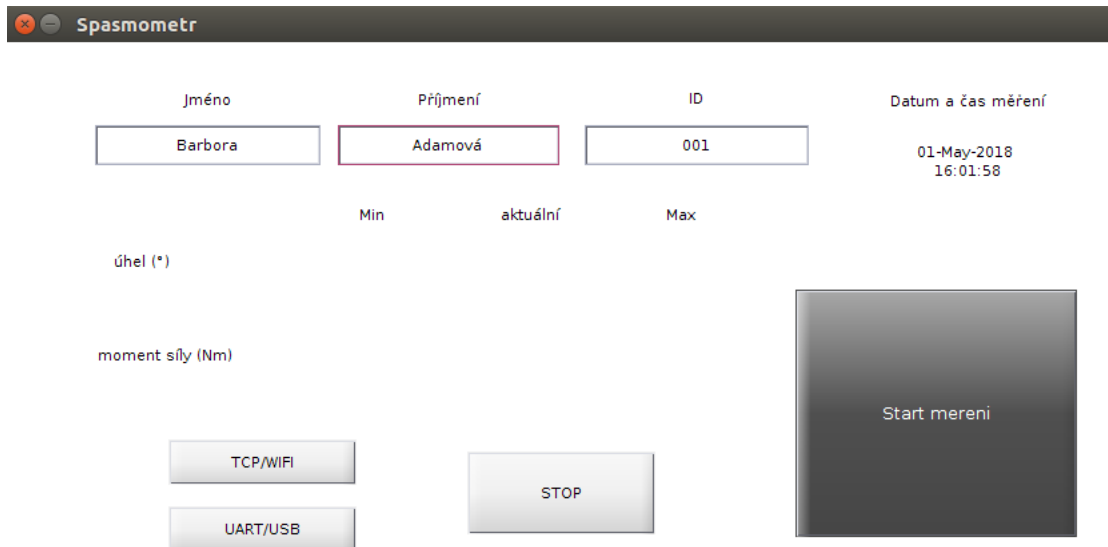 Spasmometr
Jméno
Příjmení
ID
Datum a čas měření
Barbora
Adamová
001
01-May-2018
16:01:58
Min
aktuální
Max
úhel (°)
moment síly (Nm)
Start mereni
TCP/WIFI
STOP
UART/USB